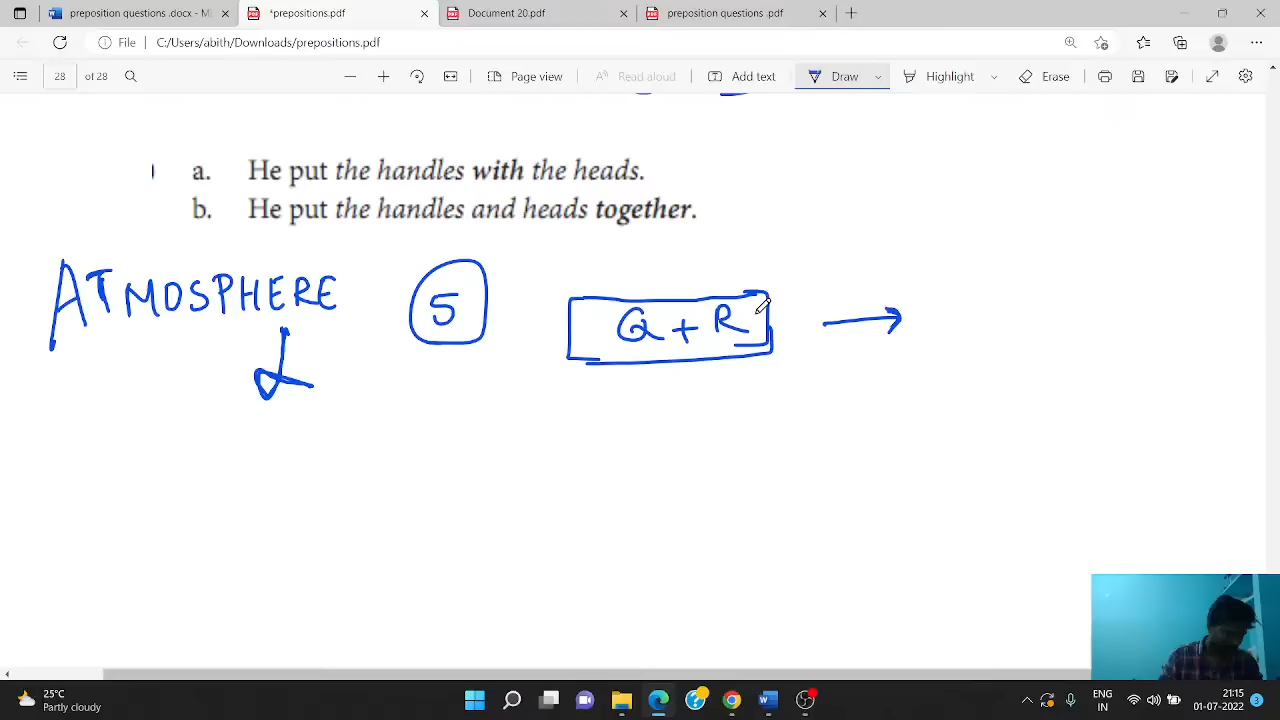 preposition questions .docx - Mi
*prepositions.pdf
Document 20.pdf
preposition questions .pdf
File
C:/Users/abith/Downloads/prepositions.pdf
28 of 28
Page view
Read aloud
Add text
Draw
Highlight
Erase
a. He put the handles with the heads.
b. He put the handles and heads together.
ATMOSPHERE 5 Q + R
25°C
Partly cloudy
ENG
IN
21:15
01-07-2022
3